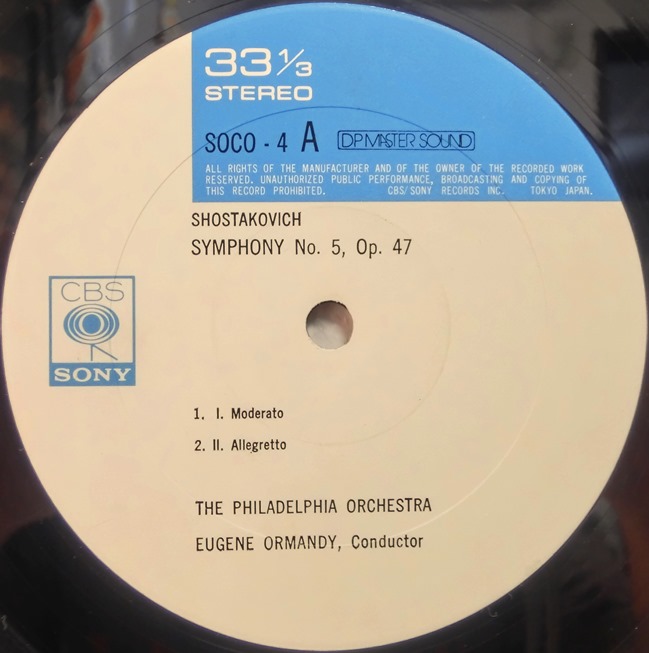 33 1/3
STEREO
SOCO - 4 A DP MASTER SOUND
ALL RIGHTS OF THE MANUFACTURER AND OF THE OWNER OF THE RECORDED WORK
RESERVED. UNAUTHORIZED PUBLIC PERFORMANCE, BROADCASTING AND COPYING OF
THIS RECORD PROHIBITED. CBS/SONY RECORDS INC. TOKYO JAPAN.
SHOSTAKOVICH
SYMPHONY No. 5, Op. 47
CBS
SONY
1. I. Moderato
2. II. Allegretto
THE PHILADELPHIA ORCHESTRA
EUGENE ORMANDY, Conductor